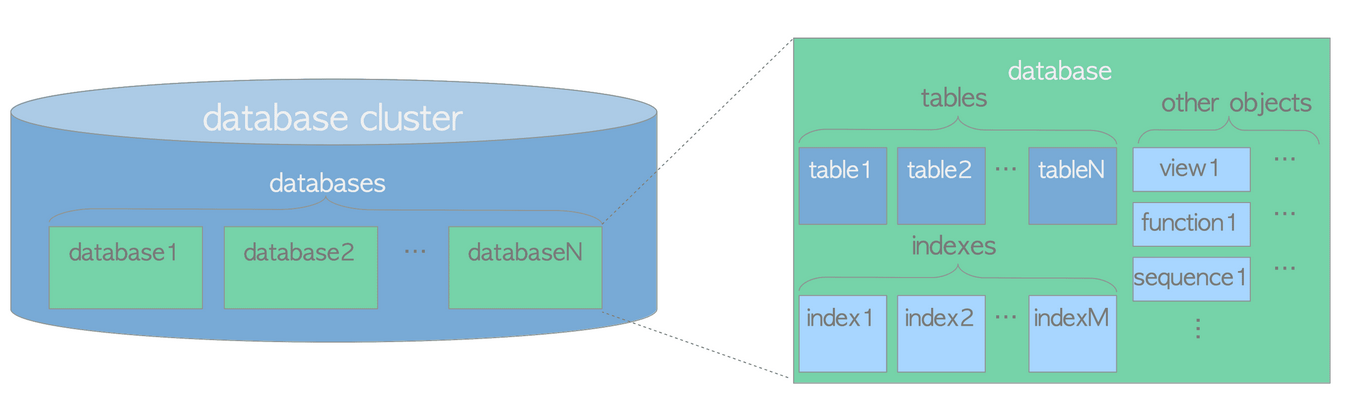 database cluster
databases
database1 database2 … databaseN
database
tables
table1 table2 … tableN
indexes
index1 index2 … indexM
other objects
view1 …
function1 …
sequence1 …
⋮